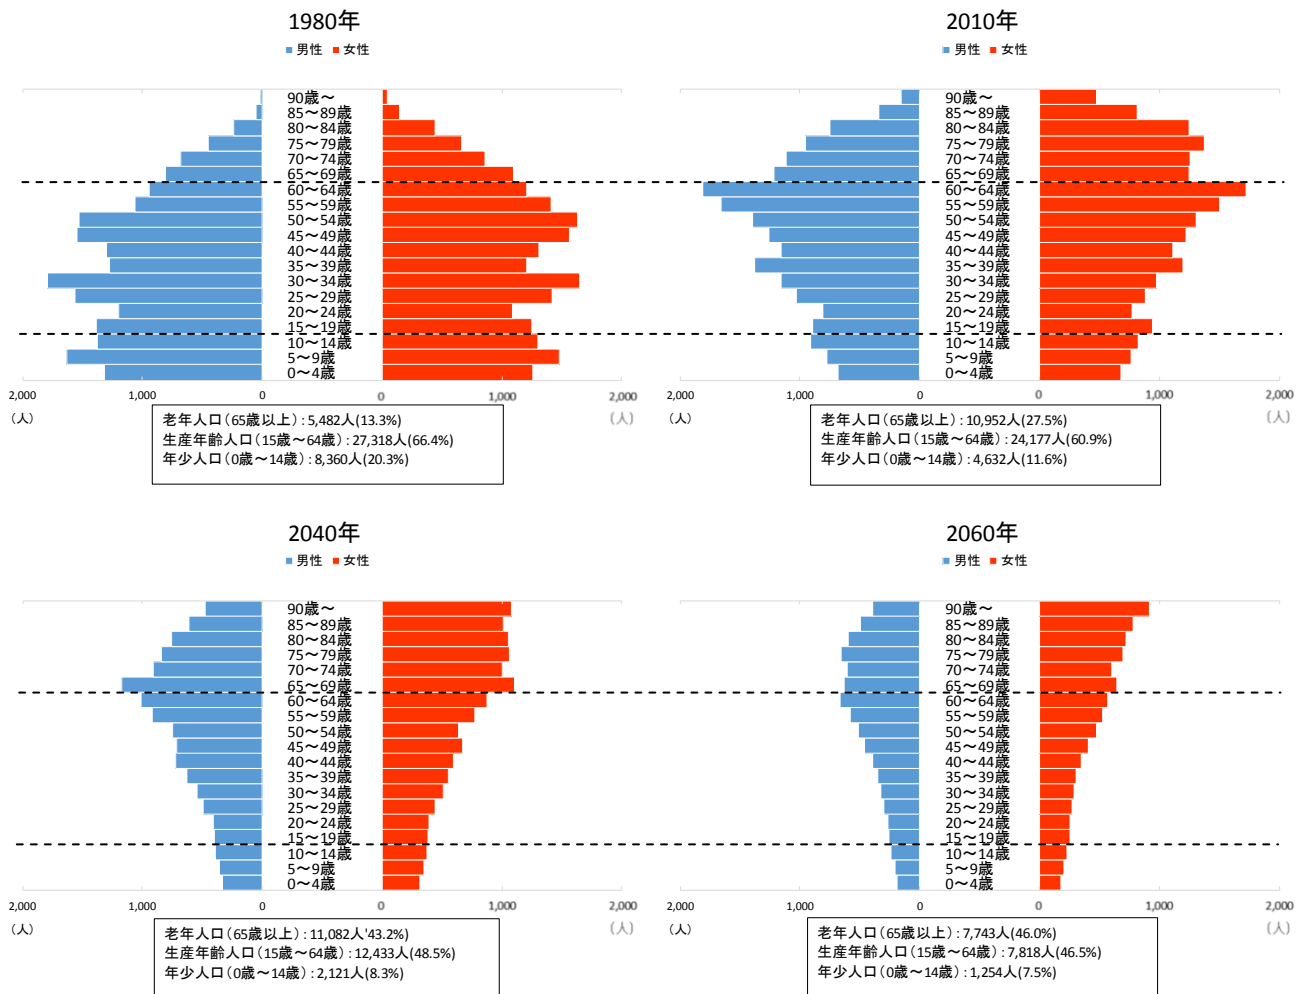 1980年
■ 男性 ■ 女性
90歳～
85～89歳
80～84歳
75～79歳
70～74歳
65～69歳
60～64歳
55～59歳
50～54歳
45～49歳
40～44歳
35～39歳
30～34歳
25～29歳
20～24歳
15～19歳
10～14歳
5～9歳
0～4歳
2,000 1,000 0 0 1,000 2,000
（人） （人）
老年人口（65歳以上）：5,482人(13.3%)
生産年齢人口（15歳～64歳）：27,318人(66.4%)
年少人口（0歳～14歳）：8,360人(20.3%)
2010年
■ 男性 ■ 女性
90歳～
85～89歳
80～84歳
75～79歳
70～74歳
65～69歳
60～64歳
55～59歳
50～54歳
45～49歳
40～44歳
35～39歳
30～34歳
25～29歳
20～24歳
15～19歳
10～14歳
5～9歳
0～4歳
2,000 1,000 0 0 1,000 2,000
（人） （人）
老年人口（65歳以上）：10,952人(27.5%)
生産年齢人口（15歳～64歳）：24,177人(60.9%)
年少人口（0歳～14歳）：4,632人(11.6%)
2040年
■ 男性 ■ 女性
90歳～
85～89歳
80～84歳
75～79歳
70～74歳
65～69歳
60～64歳
55～59歳
50～54歳
45～49歳
40～44歳
35～39歳
30～34歳
25～29歳
20～24歳
15～19歳
10～14歳
5～9歳
0～4歳
2,000 1,000 0 0 1,000 2,000
（人） （人）
老年人口（65歳以上）：11,082人'43.2%)
生産年齢人口（15歳～64歳）：12,433人(48.5%)
年少人口（0歳～14歳）：2,121人(8.3%)
2060年
■ 男性 ■ 女性
90歳～
85～89歳
80～84歳
75～79歳
70～74歳
65～69歳
60～64歳
55～59歳
50～54歳
45～49歳
40～44歳
35～39歳
30～34歳
25～29歳
20～24歳
15～19歳
10～14歳
5～9歳
0～4歳
2,000 1,000 0 0 1,000 2,000
（人） （人）
老年人口（65歳以上）：7,743人(46.0%)
生産年齢人口（15歳～64歳）：7,818人(46.5%)
年少人口（0歳～14歳）：1,254人(7.5%)